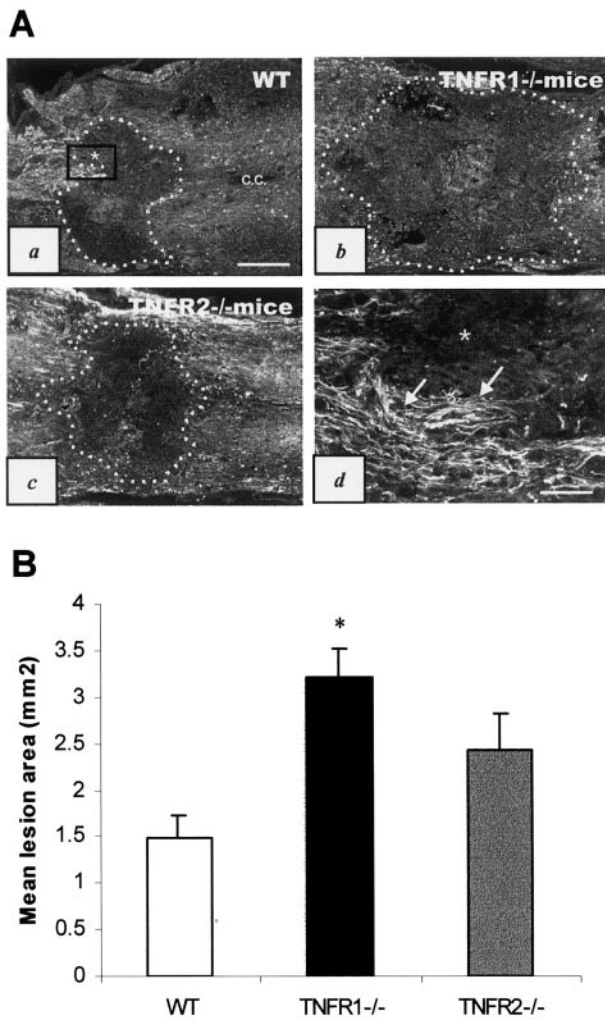 A
WT
*
c.c.
a
TNFR1-/-mice
b
TNFR2-/-mice
c
*
d
B
Mean lesion area (mm2)
4
3.5
3
2.5
2
1.5
1
0.5
0
*
WT
TNFR1-/-
TNFR2-/-